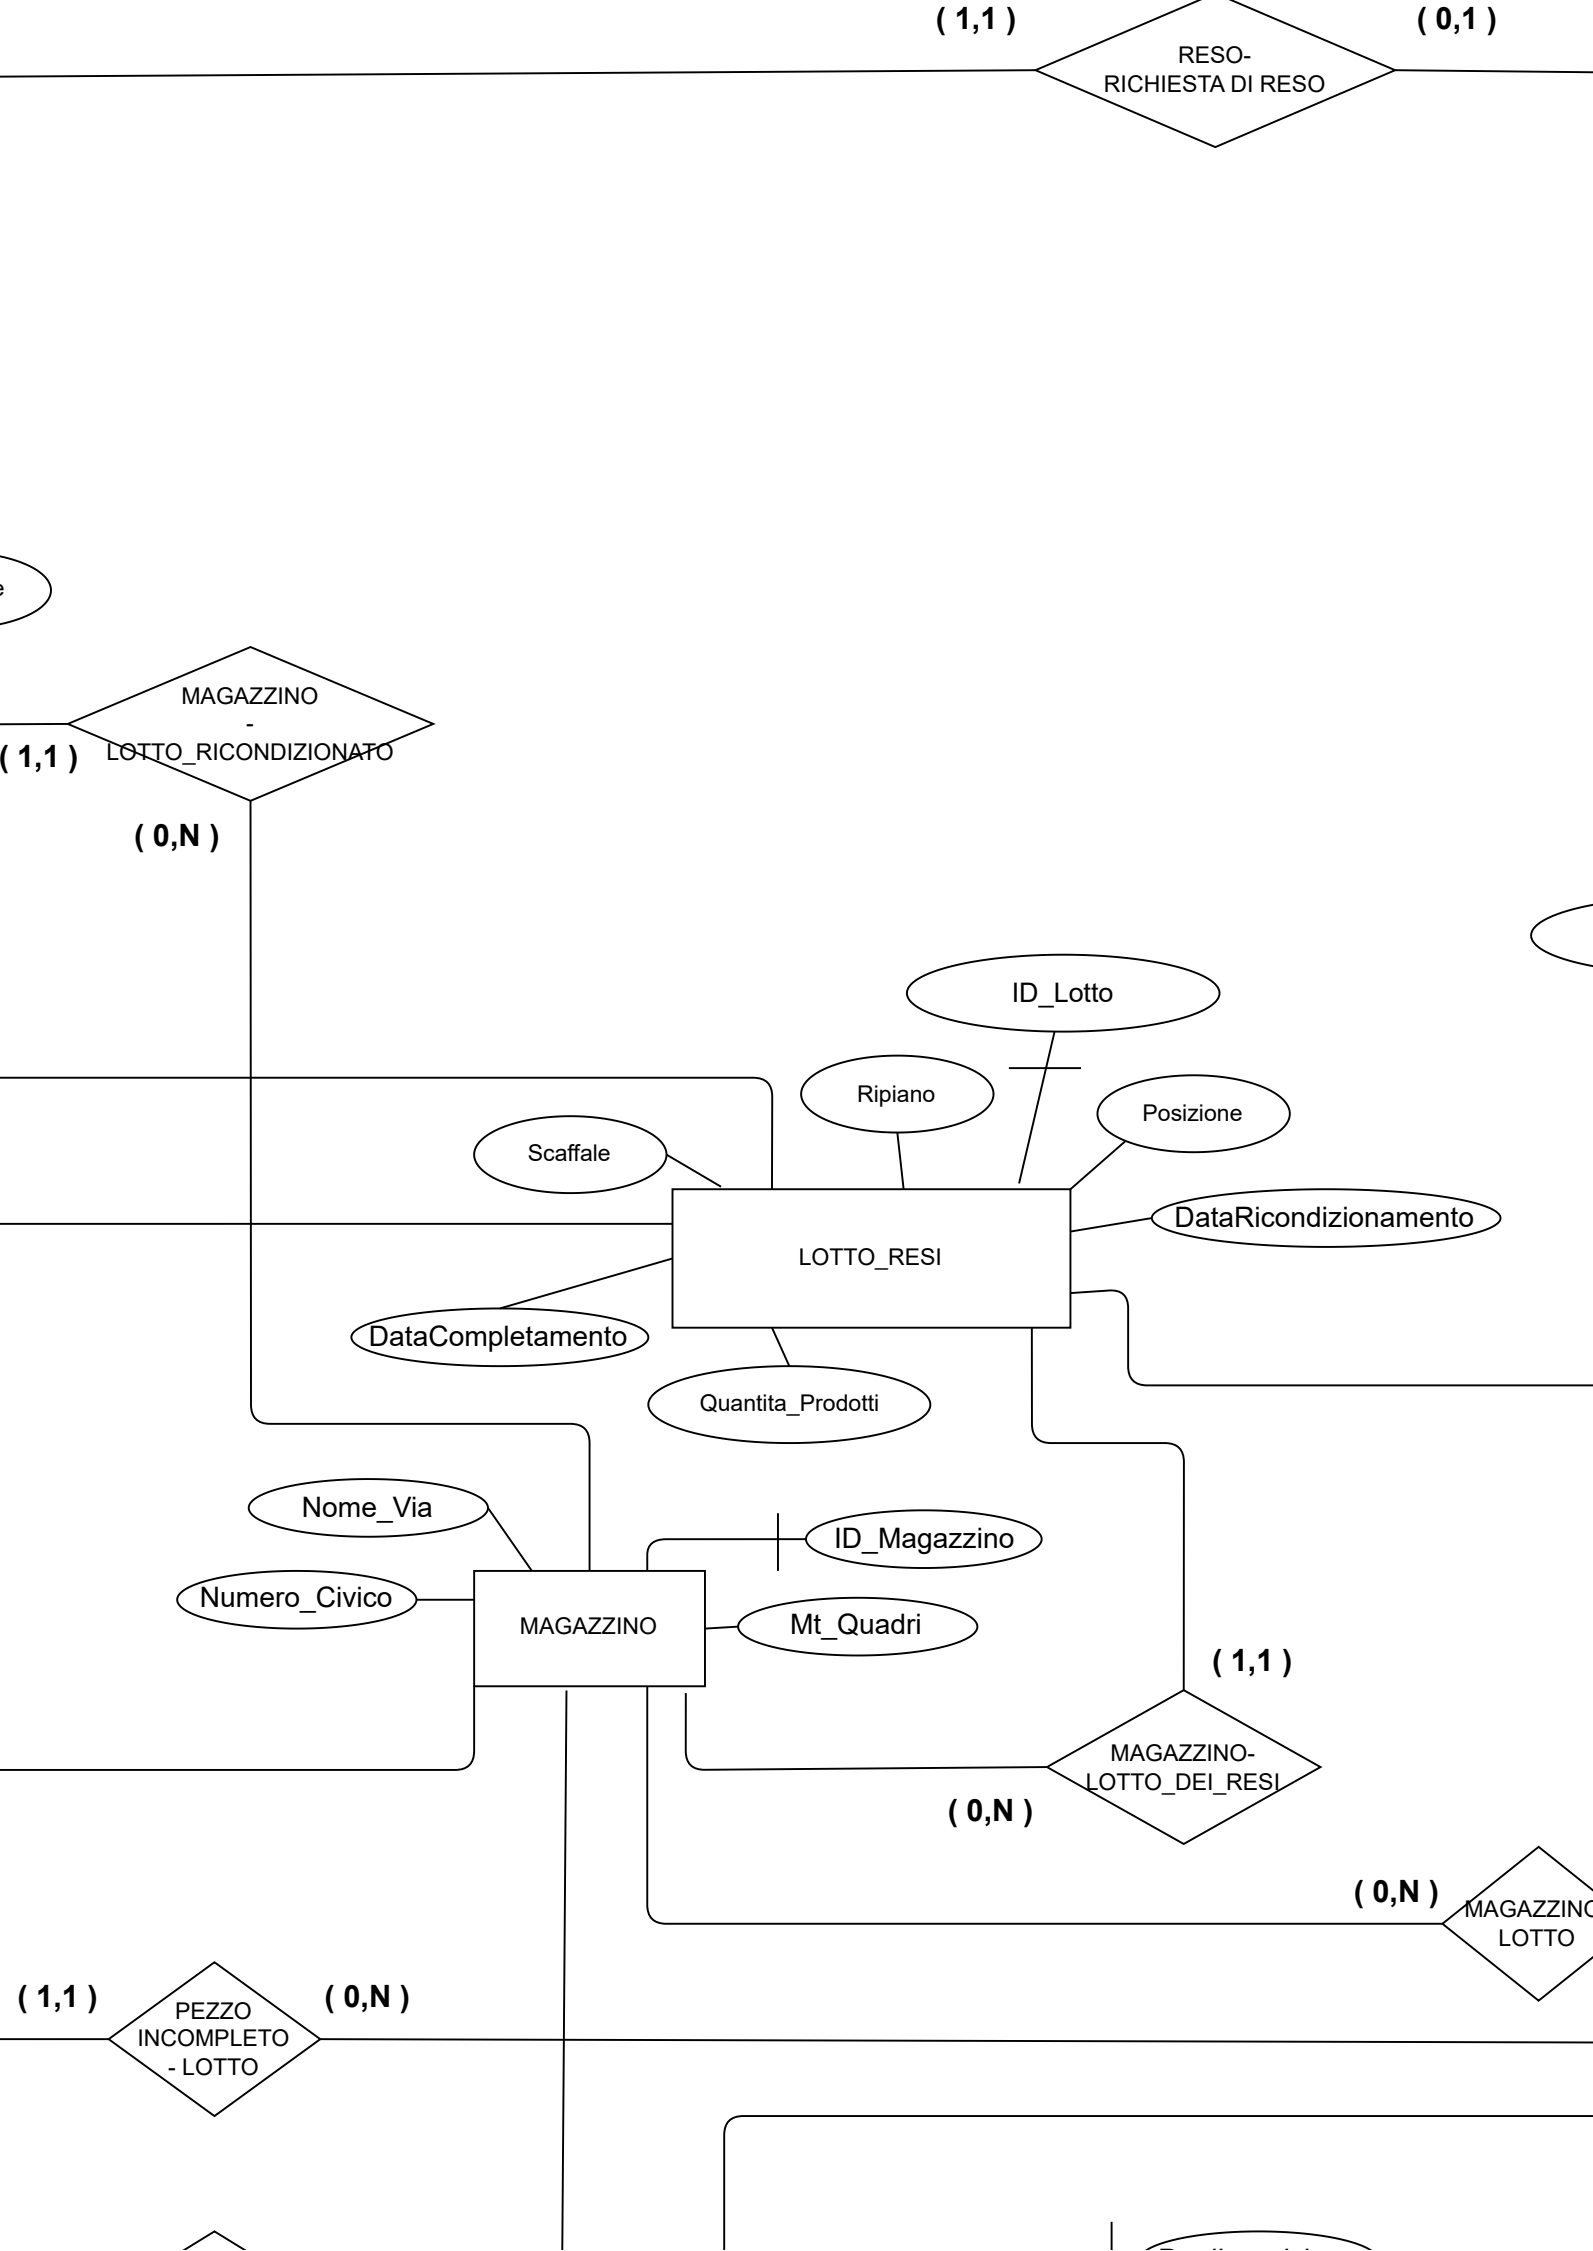 ( 1,1 )
( 0,1 )
RESO-
RICHIESTA DI RESO
e
MAGAZZINO
-
LOTTO_RICONDIZIONATO
( 1,1 )
( 0,N )
ID_Lotto
Ripiano
Posizione
Scaffale
DataRicondizionamento
LOTTO_RESI
DataCompletamento
Quantita_Prodotti
Nome_Via
ID_Magazzino
Numero_Civico
Mt_Quadri
MAGAZZINO
( 1,1 )
MAGAZZINO-
LOTTO_DEI_RESI
( 0,N )
( 0,N )
MAGAZZINO
LOTTO
( 1,1 )
( 0,N )
PEZZO
INCOMPLETO
- LOTTO